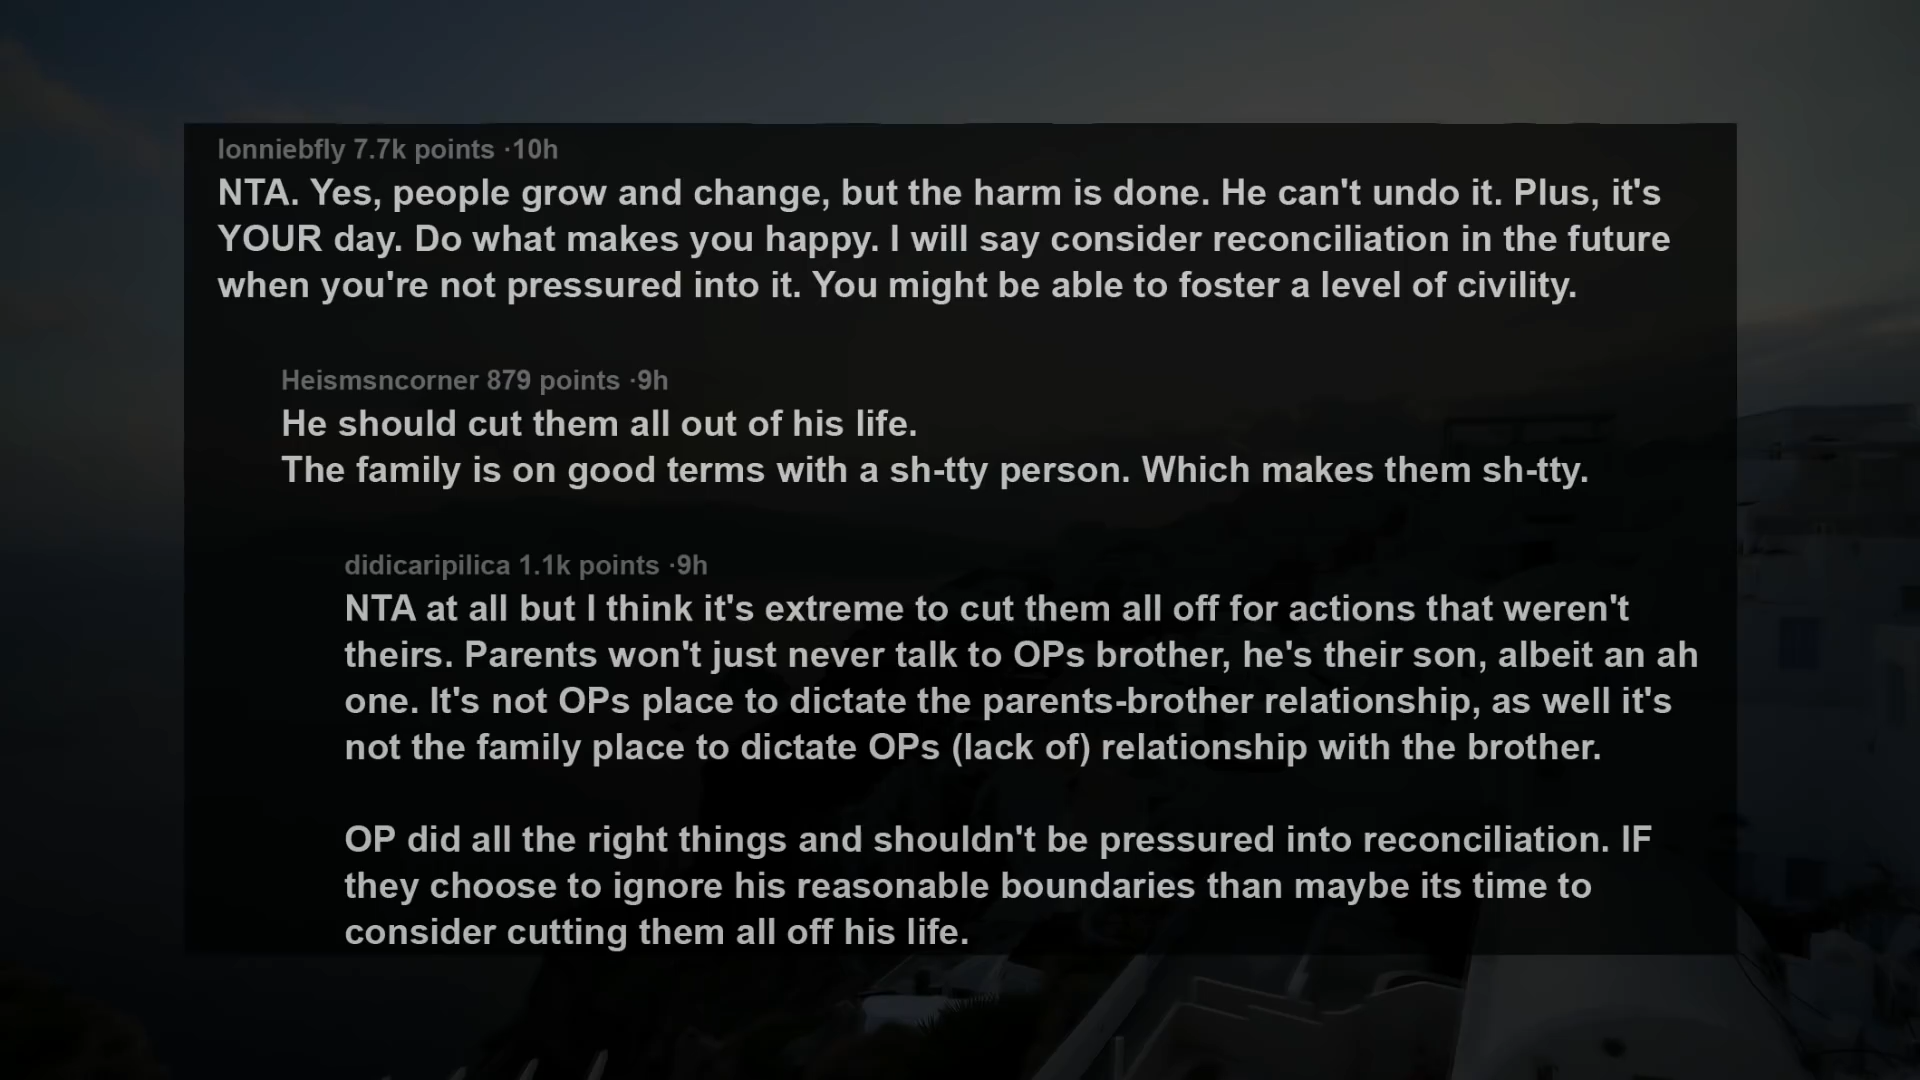 lonniebfly 7.7k points ·10h
NTA. Yes, people grow and change, but the harm is done. He can't undo it. Plus, it's
YOUR day. Do what makes you happy. I will say consider reconciliation in the future
when you're not pressured into it. You might be able to foster a level of civility.
Heismsncorner 879 points ·9h
He should cut them all out of his life.
The family is on good terms with a sh-tty person. Which makes them sh-tty.
didicaripilica 1.1k points ·9h
NTA at all but I think it's extreme to cut them all off for actions that weren't
theirs. Parents won't just never talk to OPs brother, he's their son, albeit an ah
one. It's not OPs place to dictate the parents-brother relationship, as well it's
not the family place to dictate OPs (lack of) relationship with the brother.
OP did all the right things and shouldn't be pressured into reconciliation. IF
they choose to ignore his reasonable boundaries than maybe its time to
consider cutting them all off his life.